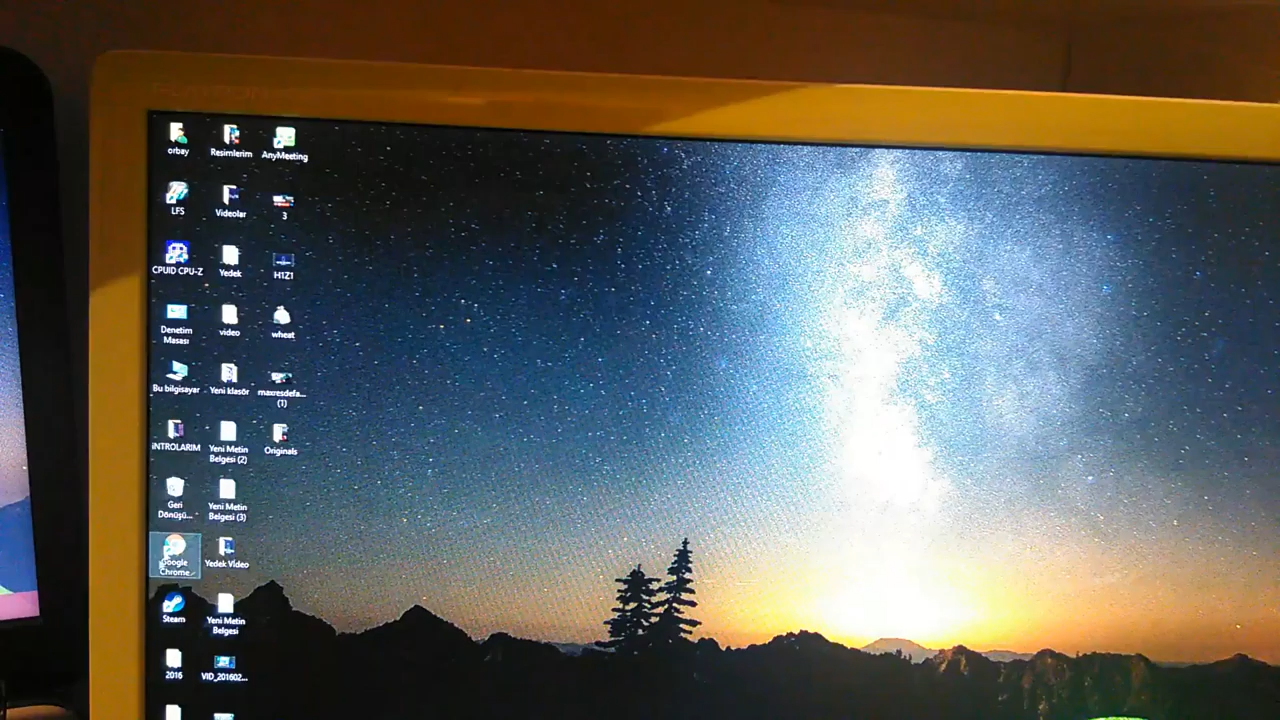 orbay
Resimlerim
AnyMeeting
LFS
Videolar
3
CPUID CPU-Z
Yedek
H1Z1
Denetim
Masası
video
wheat
Bu bilgisayar
Yeni klasör
maxresdefa...
(1)
İNTROLARIM
Yeni Metin
Belgesi (2)
Originals
Geri
Dönüşü...
Yeni Metin
Belgesi (3)
Google
Chrome
Yedek Video
Steam
Yeni Metin
Belgesi
2016
VID_201602...